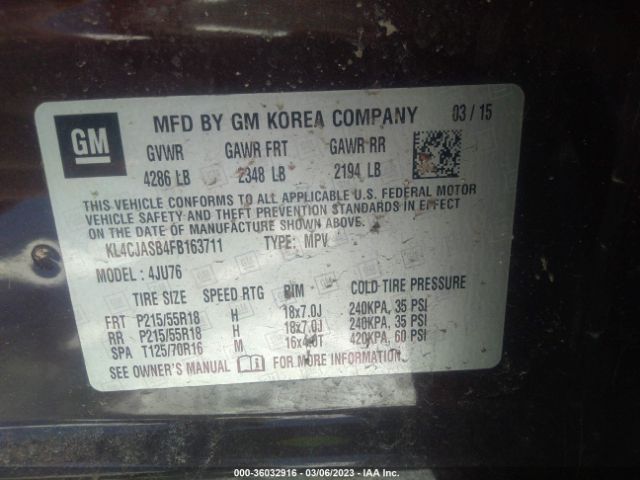 GM
MFD BY GM KOREA COMPANY 03/15
GVWR GAWR FRT GAWR RR
4286 LB 2348 LB 2194 LB
THIS VEHICLE CONFORMS TO ALL APPLICABLE U.S. FEDERAL MOTOR
VEHICLE SAFETY AND THEFT PREVENTION STANDARDS IN EFFECT
ON THE DATE OF MANUFACTURE SHOWN ABOVE.
KL4CJASB4FB163711 TYPE: MPV
MODEL: 4JU76
TIRE SIZE SPEED RTG RIM COLD TIRE PRESSURE
FRT P215/55R18 H 18x7.0J 240KPA, 35 PSI
RR P215/55R18 H 18x7.0J 240KPA, 35 PSI
SPA T125/70R16 M 16x4.0T 420KPA, 60 PSI
SEE OWNER'S MANUAL FOR MORE INFORMATION
000-36032916 - 03/06/2023 - IAA Inc.